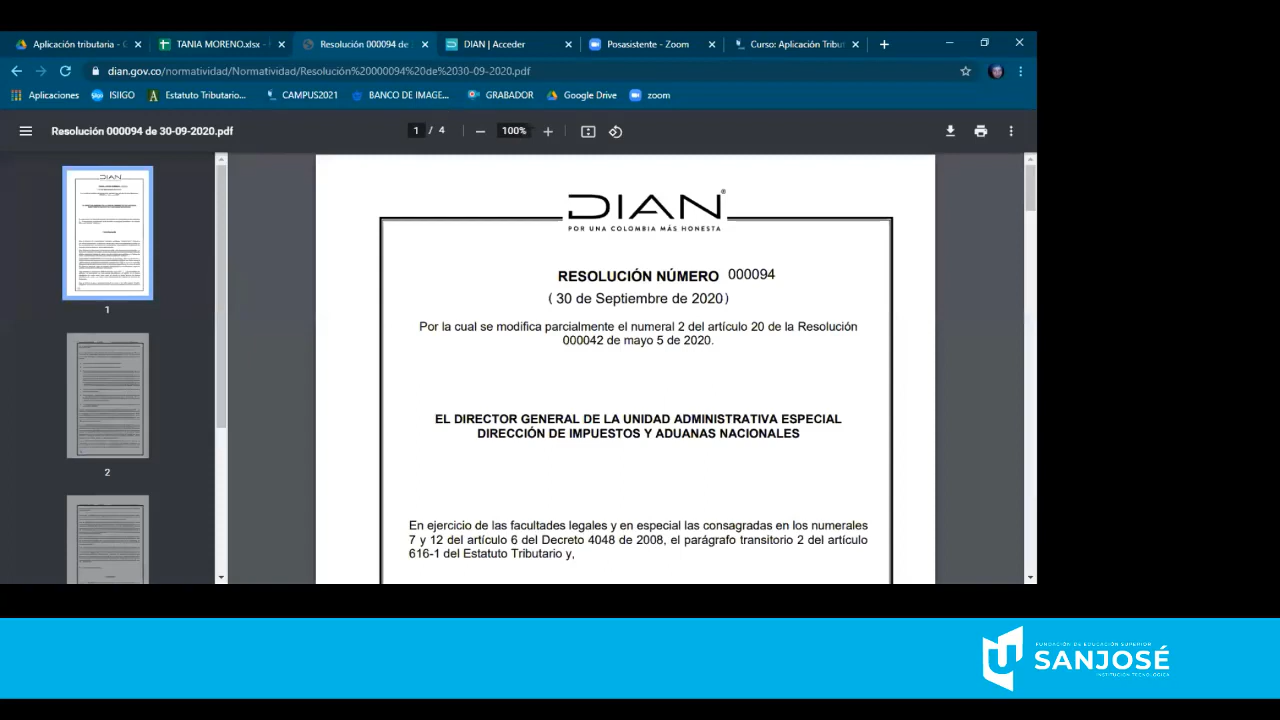 Aplicación tributaria - G
TANIA MORENO.xlsx -
Resolución 000094 de
DIAN | Acceder
Posasistente - Zoom
Curso: Aplicación Tribut
dian.gov.co/normatividad/Normatividad/Resolución%20000094%20de%2030-09-2020.pdf
Aplicaciones
ISIIGO
Estatuto Tributario...
CAMPUS2021
BANCO DE IMAGE...
GRABADOR
Google Drive
zoom
Resolución 000094 de 30-09-2020.pdf
1 / 4
100%
1
2
DIAN®
POR UNA COLOMBIA MÁS HONESTA
RESOLUCIÓN NÚMERO 000094
( 30 de Septiembre de 2020 )
Por la cual se modifica parcialmente el numeral 2 del artículo 20 de la Resolución
000042 de mayo 5 de 2020.
EL DIRECTOR GENERAL DE LA UNIDAD ADMINISTRATIVA ESPECIAL
DIRECCIÓN DE IMPUESTOS Y ADUANAS NACIONALES
En ejercicio de las facultades legales y en especial las consagradas en los numerales
7 y 12 del artículo 6 del Decreto 4048 de 2008, el parágrafo transitorio 2 del artículo
616-1 del Estatuto Tributario y,
FUNDACIÓN DE EDUCACIÓN SUPERIOR
SANJOSÉ
INSTITUCIÓN TECNOLÓGICA